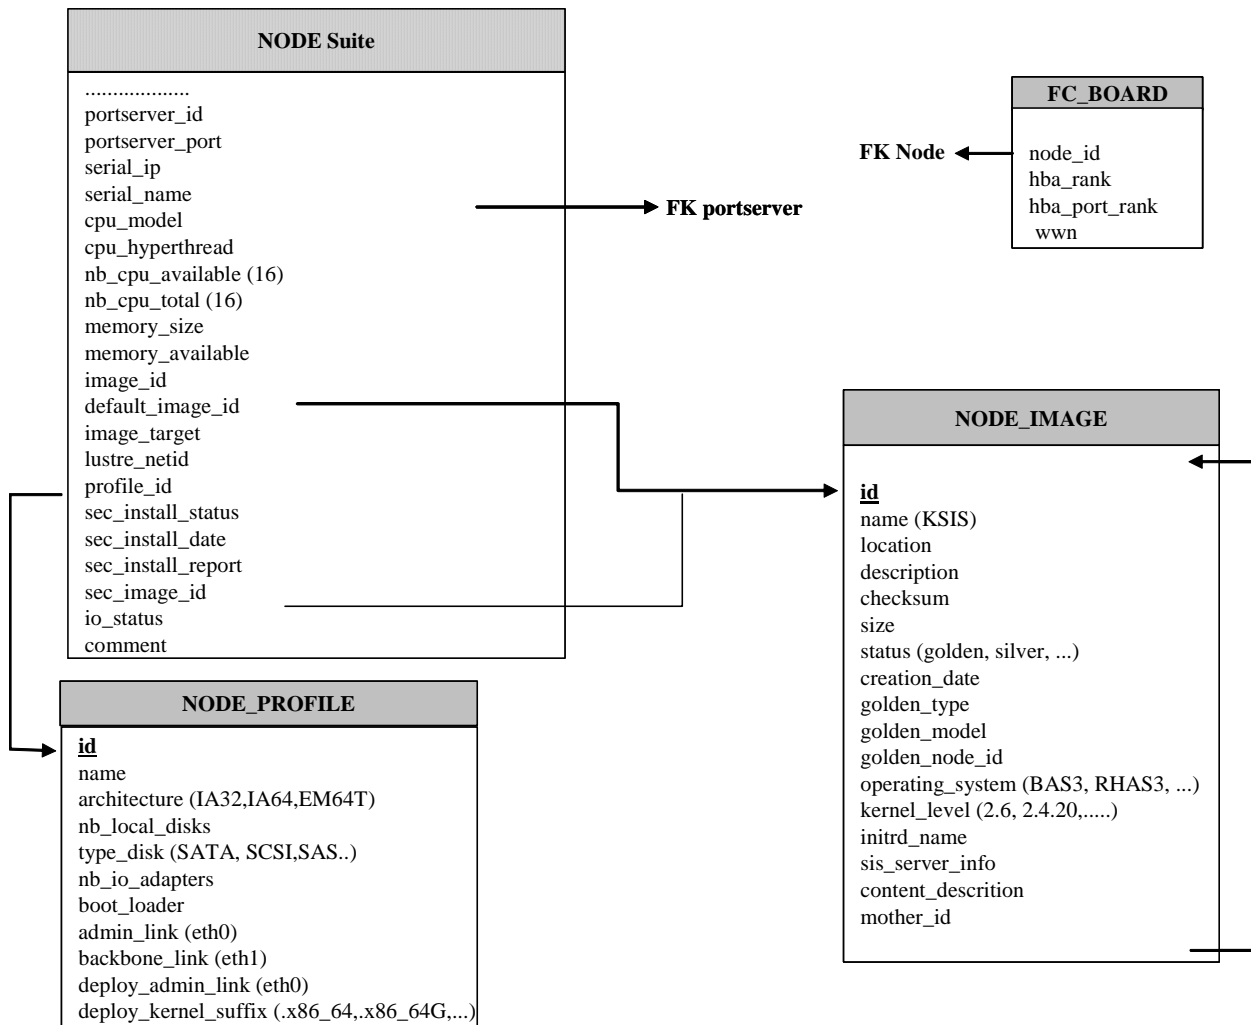 NODE Suite
...................
portserver_id
portserver_port
serial_ip
serial_name
cpu_model
cpu_hyperthread
nb_cpu_available (16)
nb_cpu_total (16)
memory_size
memory_available
image_id
default_image_id
image_target
lustre_netid
profile_id
sec_install_status
sec_install_date
sec_install_report
sec_image_id
io_status
comment
FK portserver
FC_BOARD
FK Node
node_id
hba_rank
hba_port_rank
wwn
NODE_IMAGE
id
name (KSIS)
location
description
checksum
size
status (golden, silver, ...)
creation_date
golden_type
golden_model
golden_node_id
operating_system (BAS3, RHAS3, ...)
kernel_level (2.6, 2.4.20,.....)
initrd_name
sis_server_info
content_descrition
mother_id
NODE_PROFILE
id
name
architecture (IA32,IA64,EM64T)
nb_local_disks
type_disk (SATA, SCSI,SAS..)
nb_io_adapters
boot_loader
admin_link (eth0)
backbone_link (eth1)
deploy_admin_link (eth0)
deploy_kernel_suffix (.x86_64,.x86_64G,...)